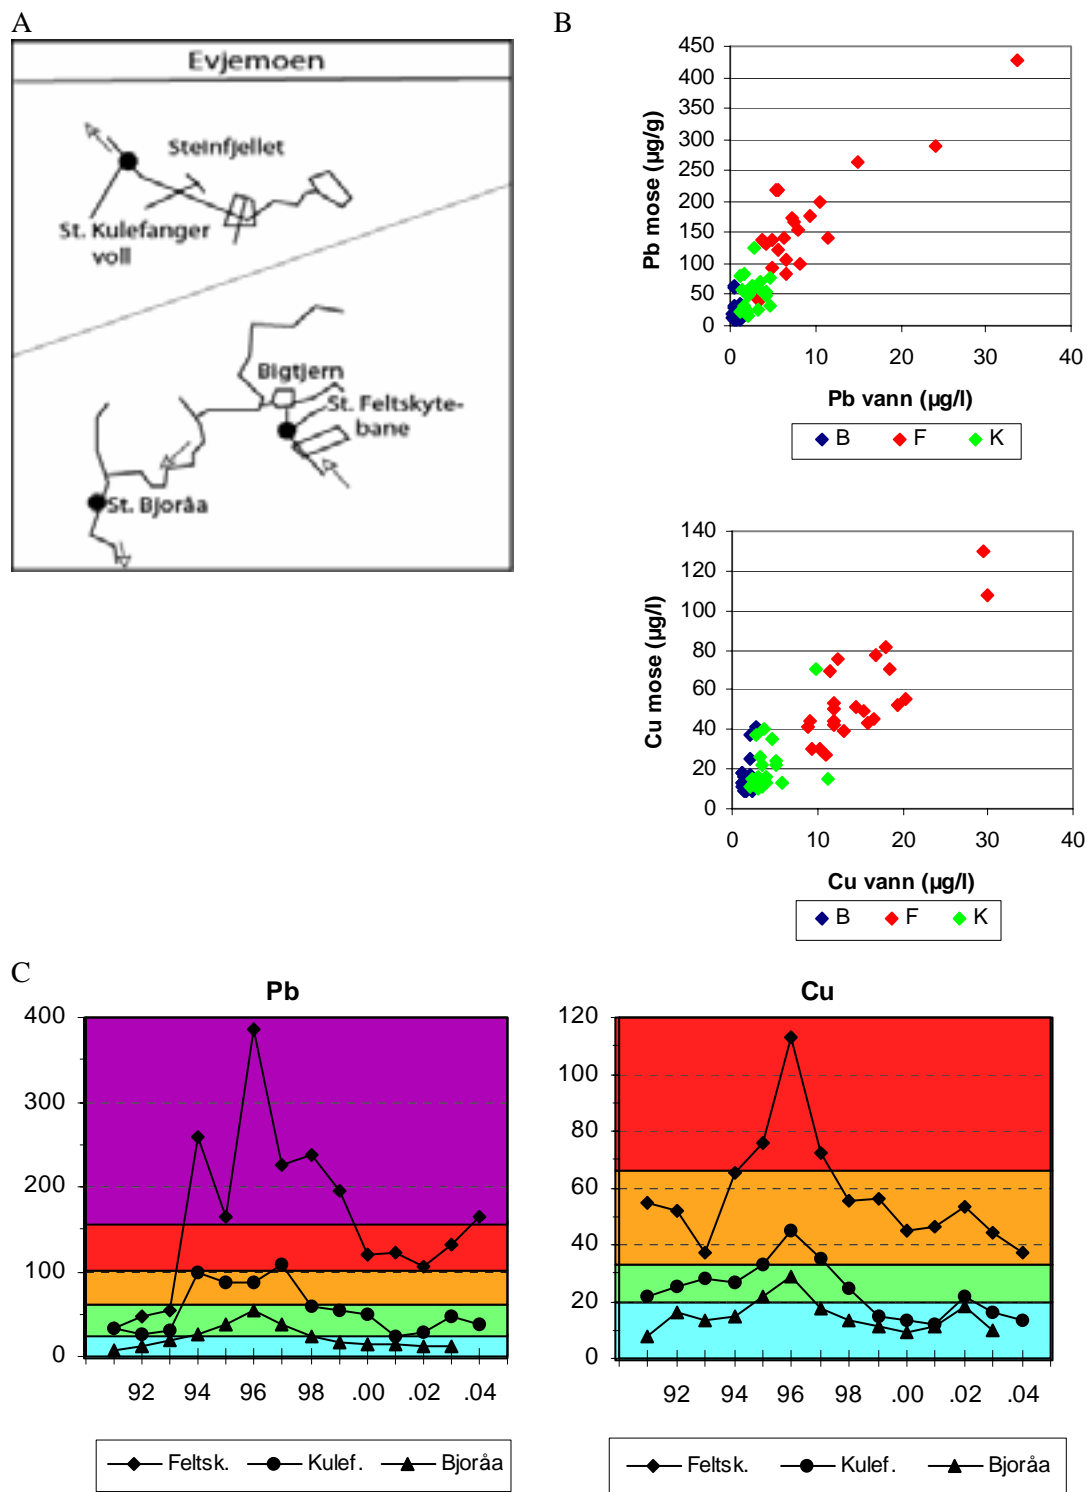 A
Evjemoen
Steinfjellet
St. Kulefanger
voll
Bigtjern
St. Feltskyte-
bane
St. Bjoråa
B
450
400
350
300
250
200
150
100
50
0
Pb mose (µg/g)
0 10 20 30 40
Pb vann (µg/l)
B F K
140
120
100
80
60
40
20
0
Cu mose (µg/l)
0 10 20 30 40
Cu vann (µg/l)
B F K
C
Pb
400
300
200
100
0
92 94 96 98 .00 .02 .04
Feltsk. Kulef. Bjoråa
Cu
120
100
80
60
40
20
0
92 94 96 98 .00 .02 .04
Feltsk. Kulef. Bjoråa